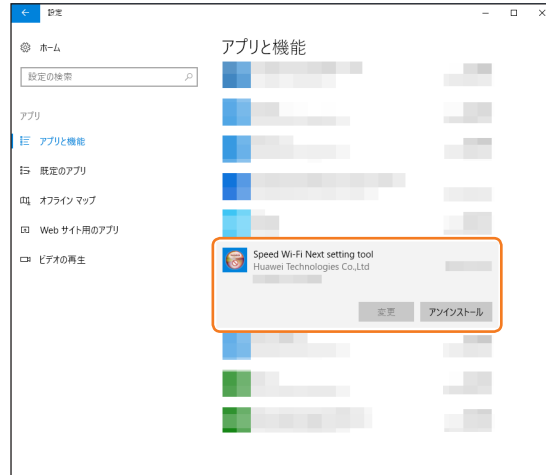 設定
ホーム
設定の検索
アプリ
アプリと機能
既定のアプリ
オフライン マップ
Web サイト用のアプリ
ビデオの再生
アプリと機能
Speed Wi-Fi Next setting tool
Huawei Technologies Co.,Ltd
変更
アンインストール